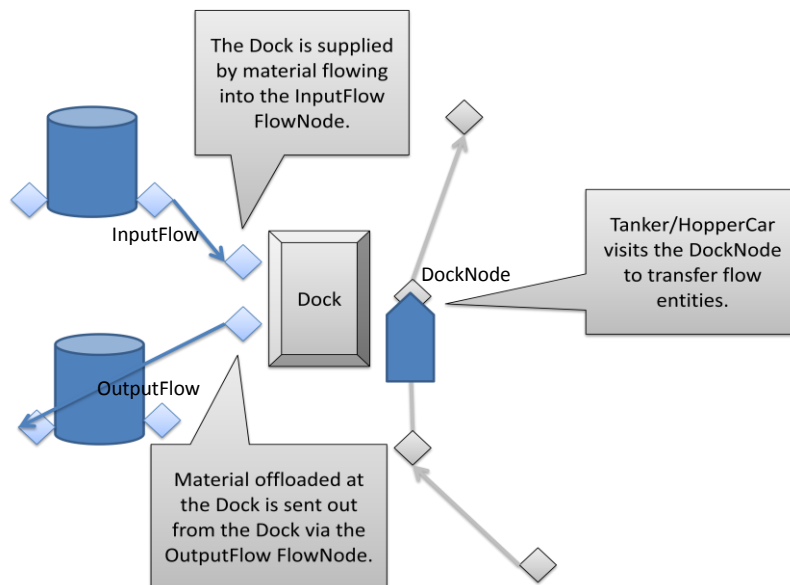 The Dock is supplied
by material flowing
into the InputFlow
FlowNode.
InputFlow
Dock
DockNode
Tanker/HopperCar
visits the DockNode
to transfer flow
entities.
OutputFlow
Material offloaded at
the Dock is sent out
from the Dock via the
OutputFlow FlowNode.